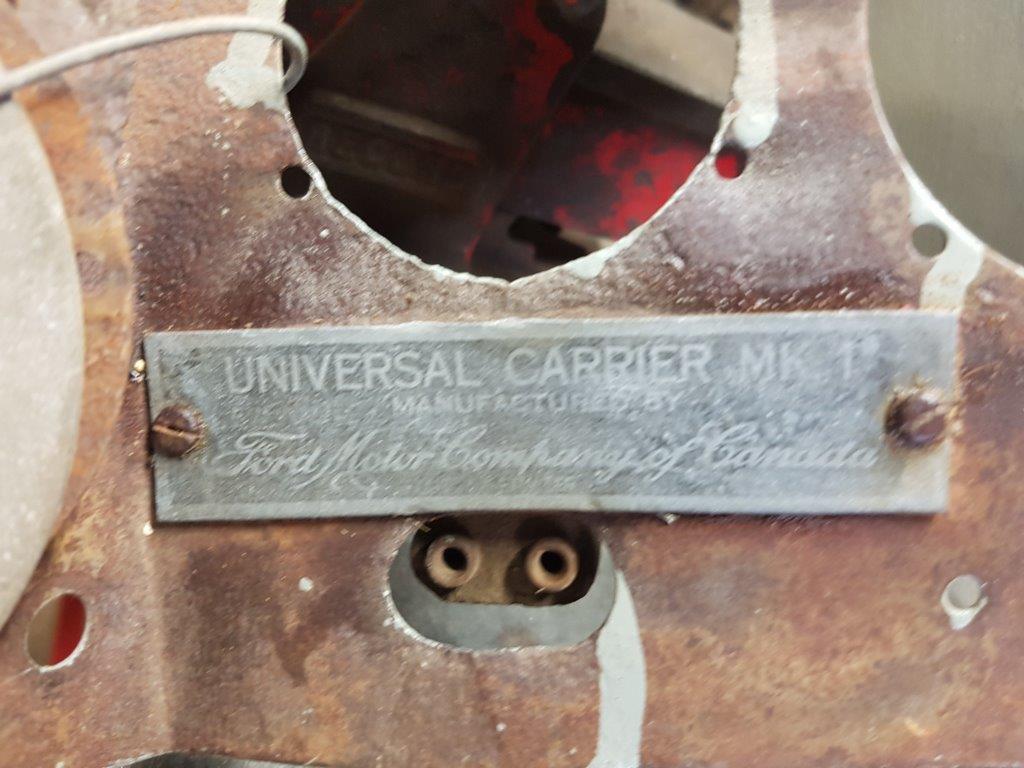 UNIVERSAL CARRIER MK 1*
MANUFACTURED BY
Ford Motor Company of Canada